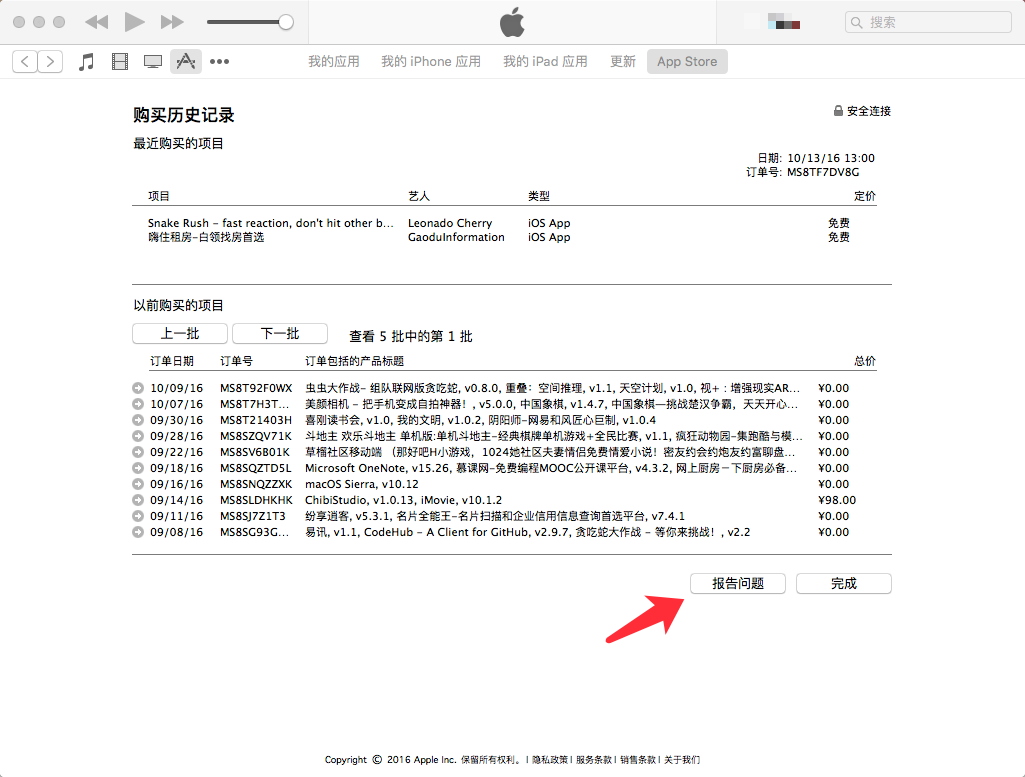 搜索
我的应用 我的 iPhone 应用 我的 iPad 应用 更新 App Store
购买历史记录
安全连接
最近购买的项目
日期: 10/13/16 13:00
订单号: MS8TF7DV8G
项目 艺人 类型 定价
Snake Rush – fast reaction, don't hit other b... Leonado Cherry iOS App 免费
嗨住租房-白领找房首选 GaoduInformation iOS App 免费
以前购买的项目
上一批 下一批 查看 5 批中的第 1 批
订单日期 订单号 订单包括的产品标题 总价
10/09/16 MS8T92F0WX 虫虫大作战- 组队联网版贪吃蛇, v0.8.0, 重叠：空间推理, v1.1, 天空计划, v1.0, 视+ : 增强现实AR... ¥0.00
10/07/16 MS8T7H3T... 美颜相机 - 把手机变成自拍神器！, v5.0.0, 中国象棋, v1.4.7, 中国象棋—挑战楚汉争霸，天天开心... ¥0.00
09/30/16 MS8T21403H 喜刚读书会, v1.0, 我的文明, v1.0.2, 阴阳师-网易和风匠心巨制, v1.0.4 ¥0.00
09/28/16 MS8SZQV71K 斗地主 欢乐斗地主 单机版:单机斗地主-经典棋牌单机游戏+全民比赛, v1.1, 疯狂动物园-集跑酷与模... ¥0.00
09/22/16 MS8SV6B01K 草榴社区移动端 （那好吧H小游戏，1024她社区夫妻情侣免费情爱小说！密友约会约炮友约富聊盘... ¥0.00
09/18/16 MS8SQZTD5L Microsoft OneNote, v15.26, 慕课网-免费编程MOOC公开课平台, v4.3.2, 网上厨房－下厨房必备... ¥0.00
09/16/16 MS8SNQZZXK macOS Sierra, v10.12 ¥0.00
09/14/16 MS8SLDHKHK ChibiStudio, v1.0.13, iMovie, v10.1.2 ¥98.00
09/11/16 MS8SJ7Z1T3 纷享逍客, v5.3.1, 名片全能王-名片扫描和企业信用信息查询首选平台, v7.4.1 ¥0.00
09/08/16 MS8SG93G... 易讯, v1.1, CodeHub – A Client for GitHub, v2.9.7, 贪吃蛇大作战 – 等你来挑战！, v2.2 ¥0.00
报告问题 完成
Copyright © 2016 Apple Inc. 保留所有权利。 | 隐私政策 | 服务条款 | 销售条款 | 关于我们